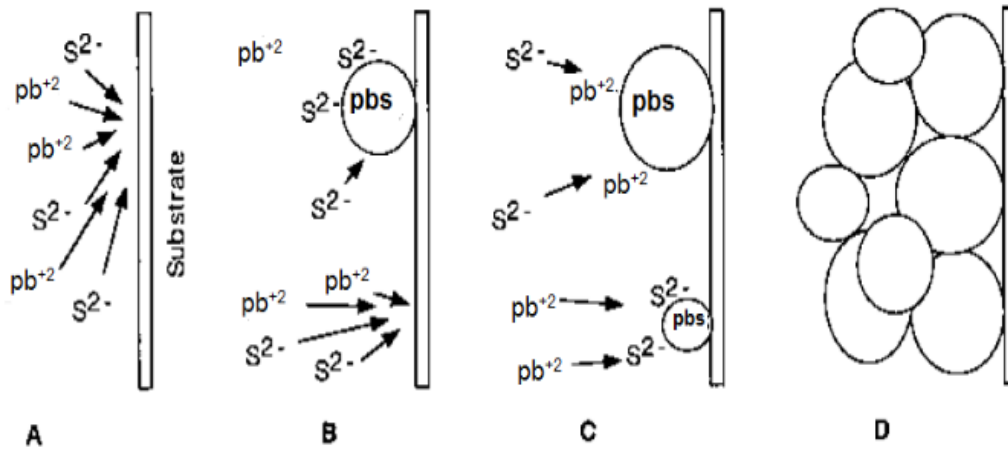 S²⁻
pb⁺²
pb⁺²
S²⁻
pb⁺²
S²⁻
Substrate
A
pb⁺²
S²⁻
S²⁻
pbs
S²⁻
pb⁺²
pb⁺²
S²⁻
S²⁻
B
S²⁻
pb⁺²
pbs
S²⁻
pb⁺²
pb⁺²
S²⁻
pbs
pb⁺²
S²⁻
C
D